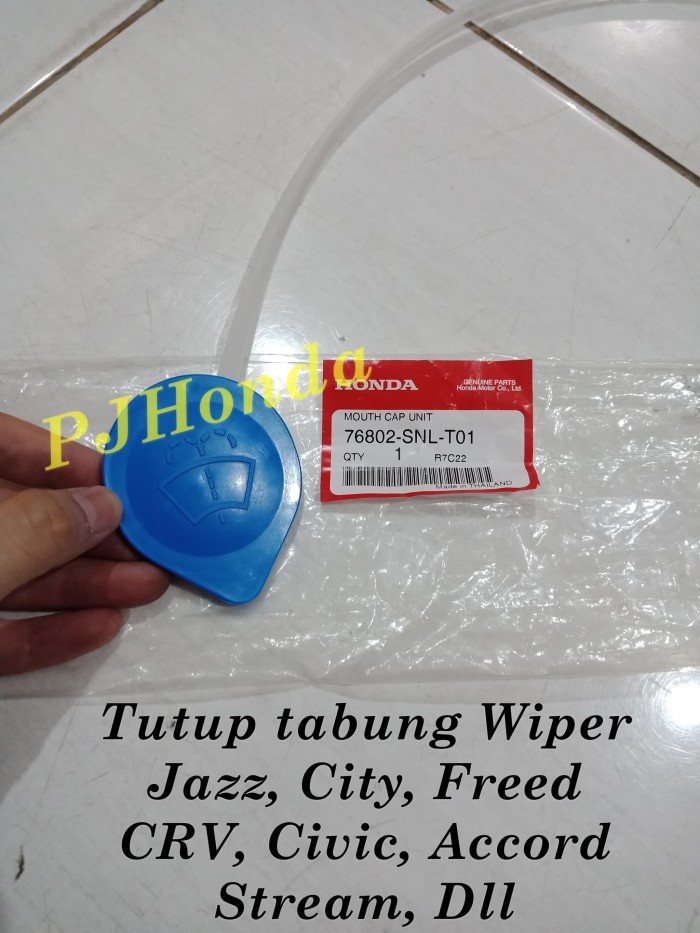 PJHonda
HONDA
GENUINE PARTS
Honda Motor Co., Ltd.
MOUTH CAP UNIT
76802-SNL-T01
QTY 1 R7C22
Made in THAILAND
Tutup tabung Wiper
Jazz, City, Freed
CRV, Civic, Accord
Stream, Dll